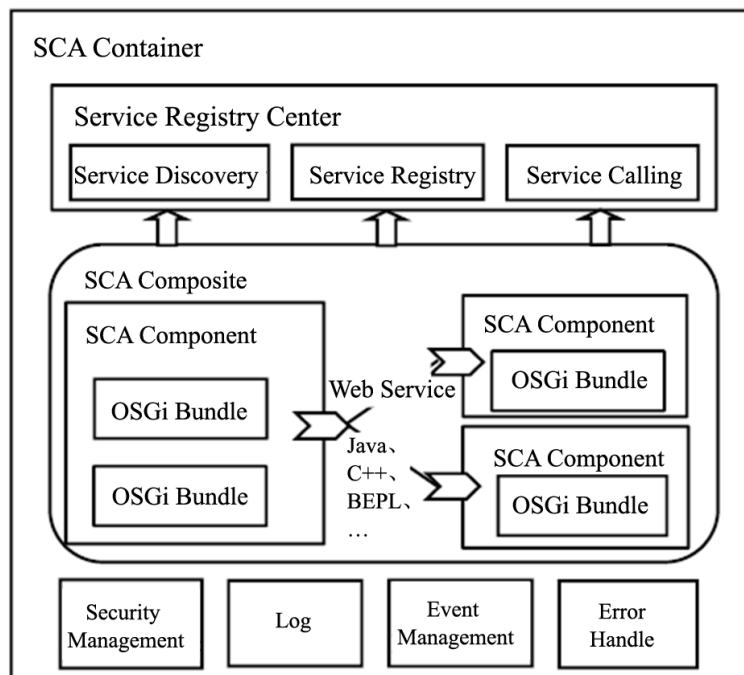 SCA Container
Service Registry Center
Service Discovery
Service Registry
Service Calling
SCA Composite
SCA Component
OSGi Bundle
OSGi Bundle
Web Service
Java、
C++、
BEPL、
...
SCA Component
OSGi Bundle
SCA Component
OSGi Bundle
Security
Management
Log
Event
Management
Error
Handle